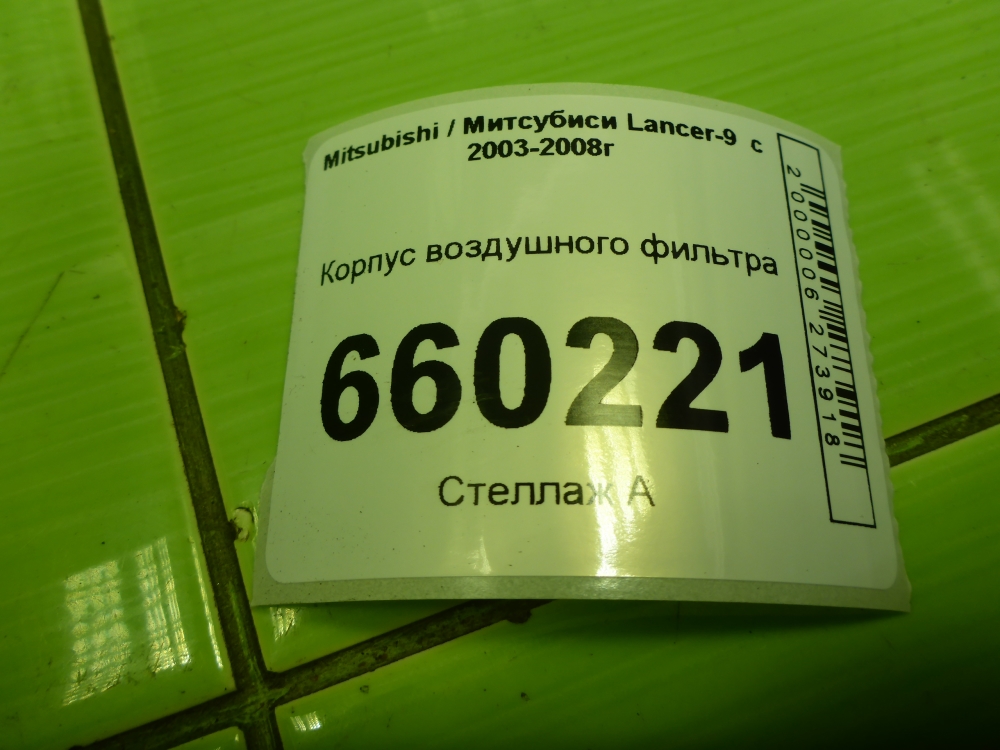 Mitsubishi / Митсубиси Lancer-9 с
2003-2008г
Корпус воздушного фильтра
660221
Стеллаж А
2000006273918